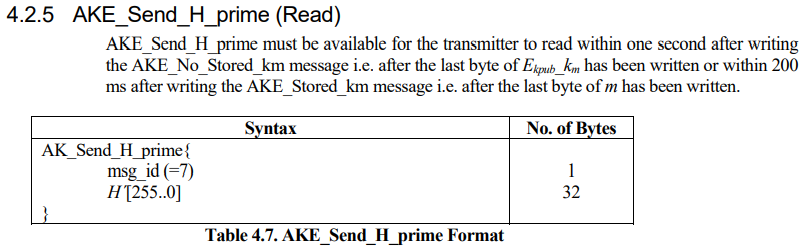 4.2.5 AKE_Send_H_prime (Read)
AKE_Send_H_prime must be available for the transmitter to read within one second after writing
the AKE_No_Stored_km message i.e. after the last byte of Ekpub_km has been written or within 200
ms after writing the AKE_Stored_km message i.e. after the last byte of m has been written.
Syntax No. of Bytes
AK_Send_H_prime{
msg_id (=7) 1
H'[255..0] 32
}
Table 4.7. AKE_Send_H_prime Format